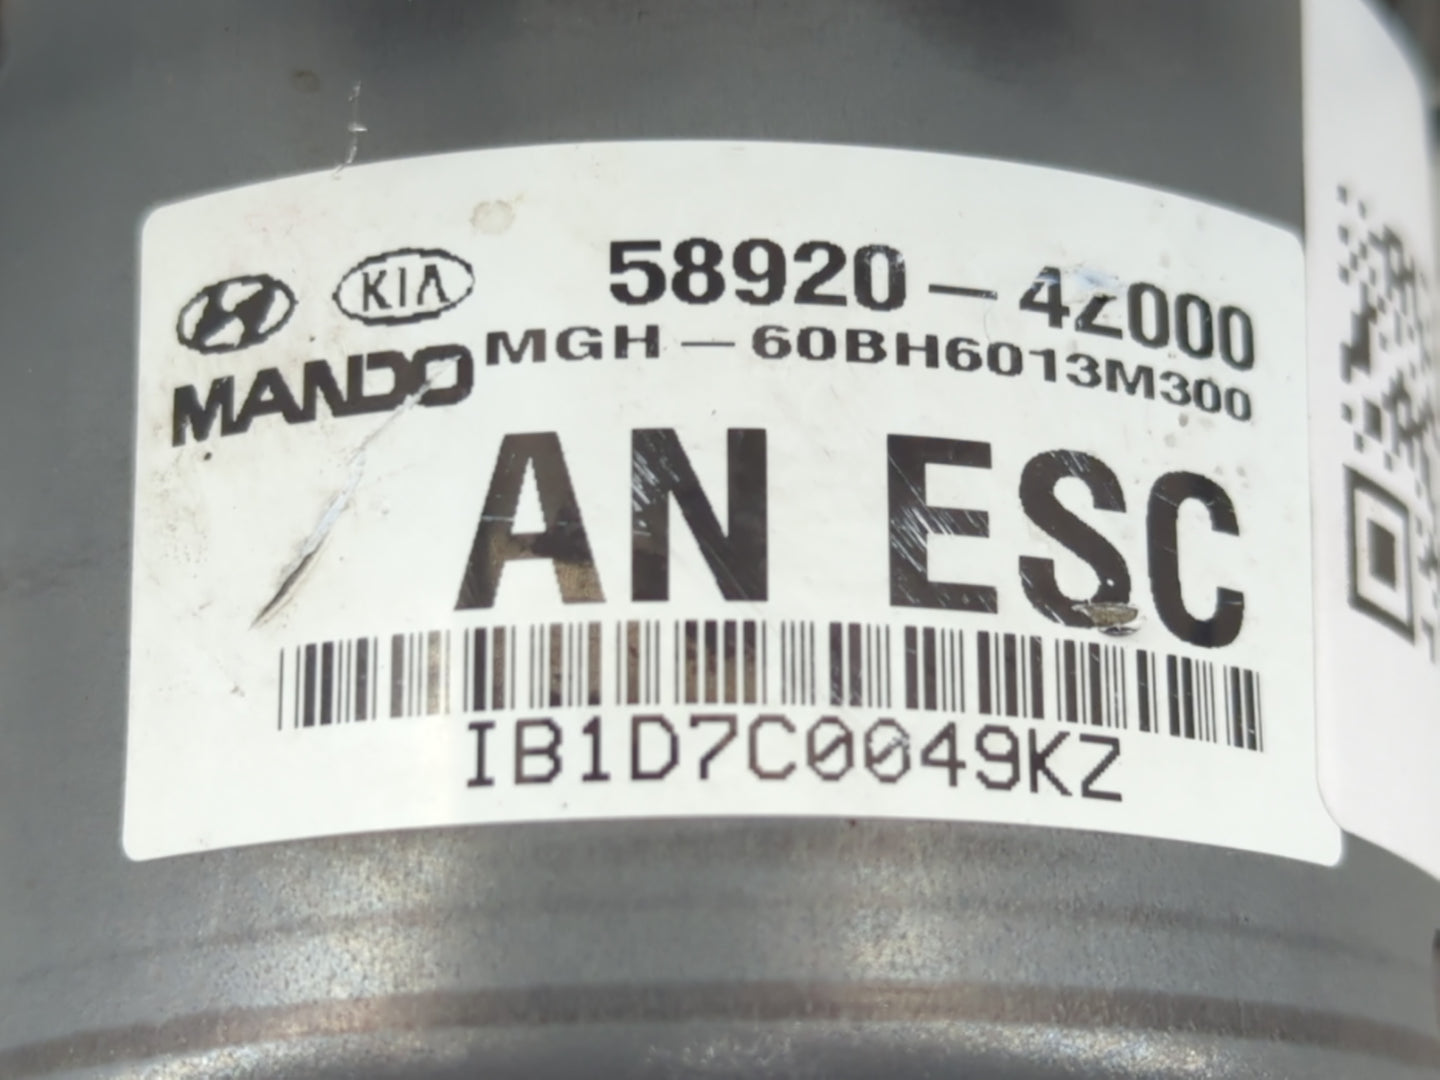 KIA 58920-4Z000
MANDO MGH-60BH6013M300
AN ESC
IB1D7C0049KZ